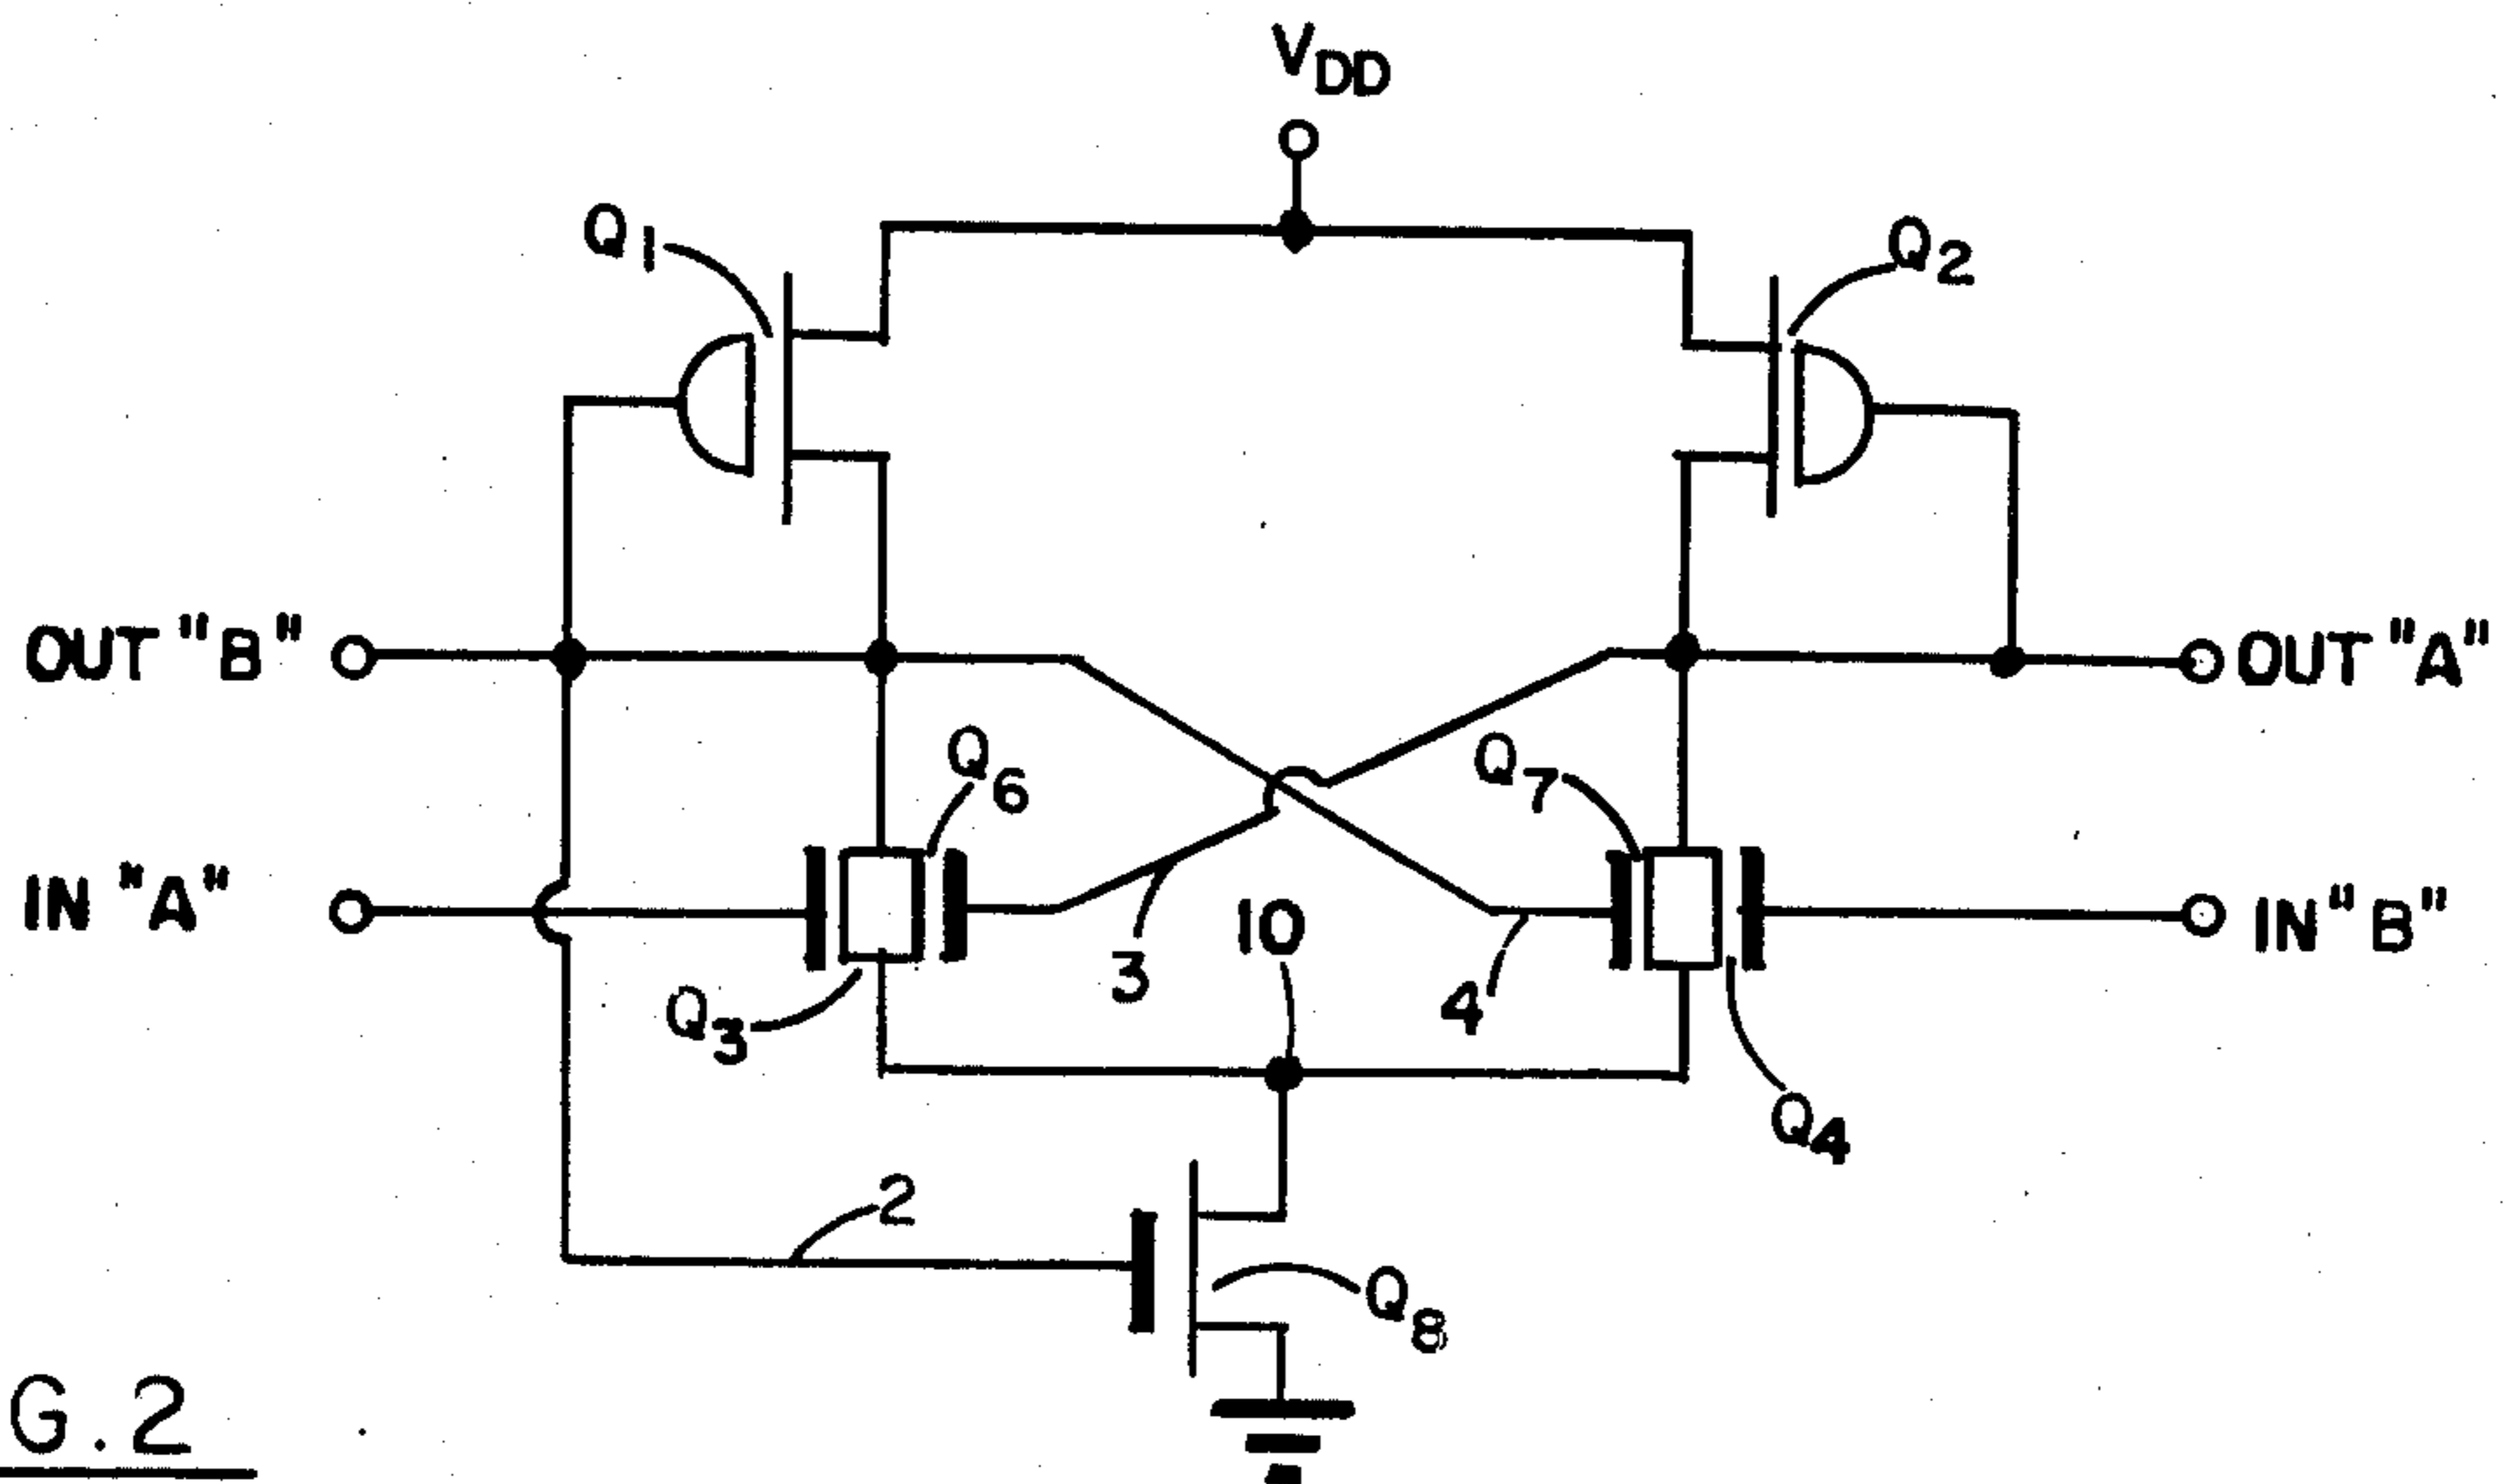 VDD
Q1
Q2
OUT "B"
OUT "A"
Q6
Q7
IN "A"
10
IN "B"
3
4
Q3
Q4
2
Q8
G.2